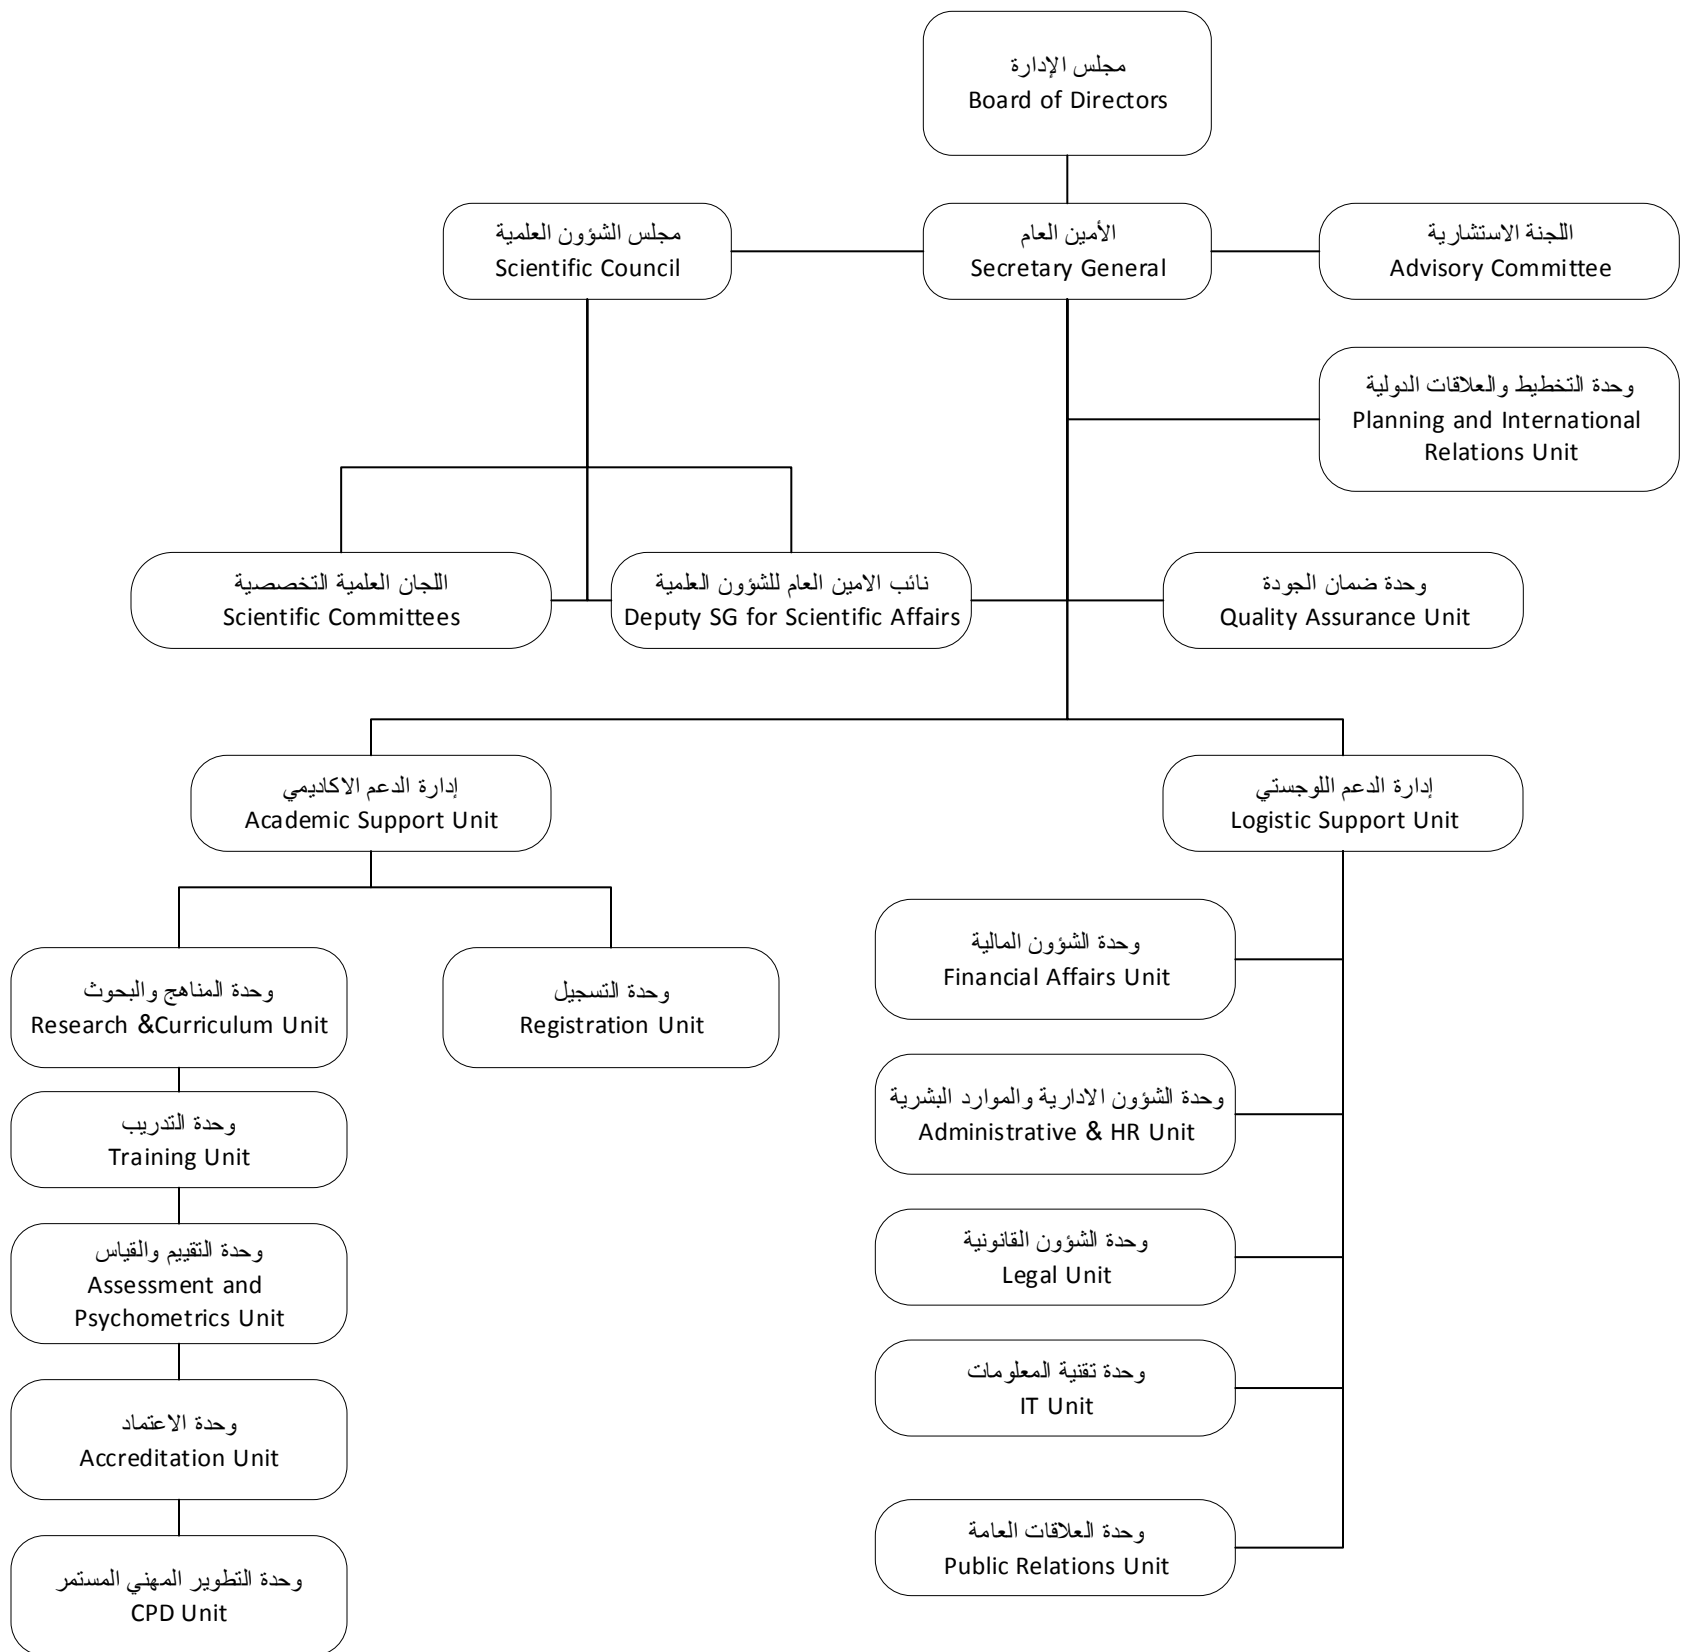 مجلس الإدارة
Board of Directors
مجلس الشؤون العلمية
Scientific Council
الأمين العام
Secretary General
اللجنة الاستشارية
Advisory Committee
وحدة التخطيط والعلاقات الدولية
Planning and International
Relations Unit
اللجان العلمية التخصصية
Scientific Committees
نائب الامين العام للشؤون العلمية
Deputy SG for Scientific Affairs
وحدة ضمان الجودة
Quality Assurance Unit
إدارة الدعم الاكاديمي
Academic Support Unit
إدارة الدعم اللوجستي
Logistic Support Unit
وحدة المناهج والبحوث
Research &Curriculum Unit
وحدة التسجيل
Registration Unit
وحدة التدريب
Training Unit
وحدة التقييم والقياس
Assessment and
Psychometrics Unit
وحدة الاعتماد
Accreditation Unit
وحدة التطوير المهني المستمر
CPD Unit
وحدة الشؤون المالية
Financial Affairs Unit
وحدة الشؤون الادارية والموارد البشرية
Administrative & HR Unit
وحدة الشؤون القانونية
Legal Unit
وحدة تقنية المعلومات
IT Unit
وحدة العلاقات العامة
Public Relations Unit